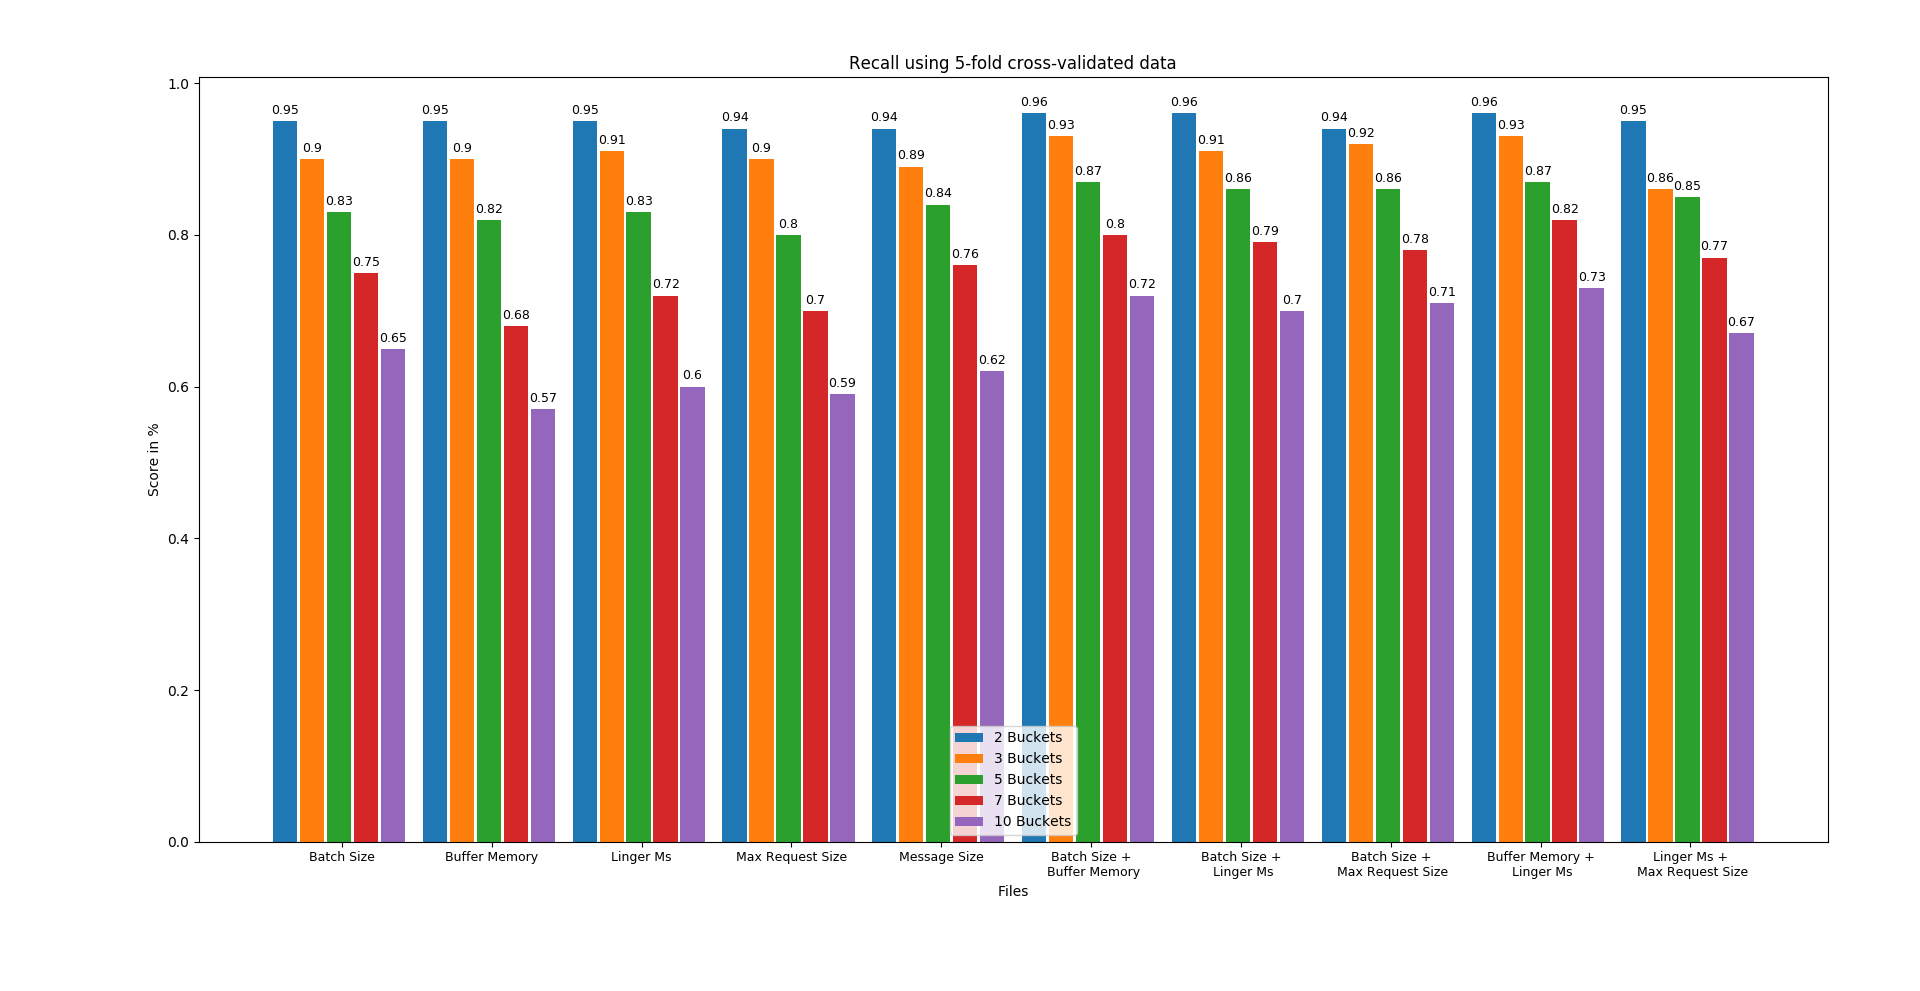 Recall using 5-fold cross-validated data
1.0
0.8
0.6
0.4
0.2
0.0
Score in %
0.95 0.9 0.83 0.75 0.65
0.95 0.9 0.82 0.68 0.57
0.95 0.91 0.83 0.72 0.6
0.94 0.9 0.8 0.7 0.59
0.94 0.89 0.84 0.76 0.62
0.96 0.93 0.87 0.8 0.72
0.96 0.91 0.86 0.79 0.7
0.94 0.92 0.86 0.78 0.71
0.96 0.93 0.87 0.82 0.73
0.95 0.86 0.85 0.77 0.67
2 Buckets
3 Buckets
5 Buckets
7 Buckets
10 Buckets
Batch Size
Buffer Memory
Linger Ms
Max Request Size
Message Size
Batch Size +
Buffer Memory
Batch Size +
Linger Ms
Batch Size +
Max Request Size
Buffer Memory +
Linger Ms
Linger Ms +
Max Request Size
Files